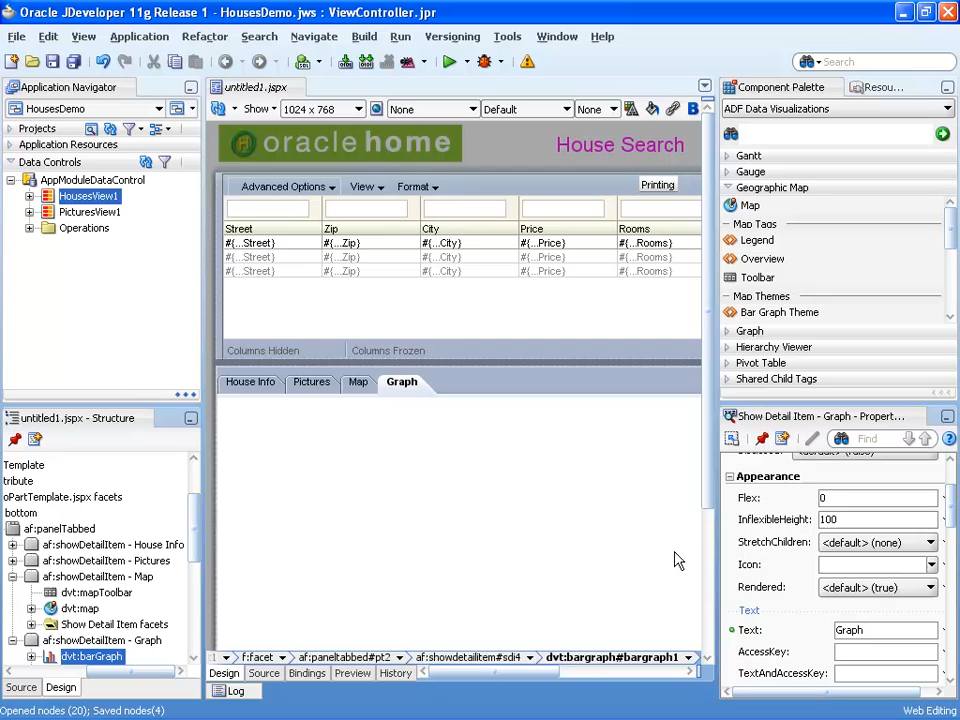 Oracle JDeveloper 11g Release 1 - HousesDemo.jws : ViewController.jpr
File Edit View Application Refactor Search Navigate Build Run Versioning Tools Window Help
Search
Application Navigator
HousesDemo
Projects
Application Resources
Data Controls
AppModuleDataControl
HousesView1
PicturesView1
Operations
untitled1.jspx - Structure
Template
tribute
oPartTemplate.jspx facets
bottom
af:panelTabbed
af:showDetailItem - House Info
af:showDetailItem - Pictures
af:showDetailItem - Map
dvt:mapToolbar
dvt:map
Show Detail Item facets
af:showDetailItem - Graph
dvt:barGraph
Source Design
untitled1.jspx
Show 1024 x 768 None Default None B
oracle home
House Search
Advanced Options View Format Printing
Street Zip City Price Rooms
#{...Street} #{...Zip} #{...City} #{...Price} #{...Rooms}
#{...Street} #{...Zip} #{...City} #{...Price} #{...Rooms}
#{...Street} #{...Zip} #{...City} #{...Price} #{...Rooms}
Columns Hidden Columns Frozen
House Info Pictures Map Graph
f:facet af:paneltabbed#pt2 af:showdetailitem#sdi4 dvt:bargraph#bargraph1
Design Source Bindings Preview History
Log
Component Palette Resou...
ADF Data Visualizations
Gantt
Gauge
Geographic Map
Map
Map Tags
Legend
Overview
Toolbar
Map Themes
Bar Graph Theme
Graph
Hierarchy Viewer
Pivot Table
Shared Child Tags
Show Detail Item - Graph - Propert...
Find
Appearance
Flex: 0
InflexibleHeight: 100
StretchChildren: <default> (none)
Icon:
Rendered: <default> (true)
Text
Text: Graph
AccessKey:
TextAndAccessKey:
Opened nodes (20); Saved nodes(4)
Web Editing